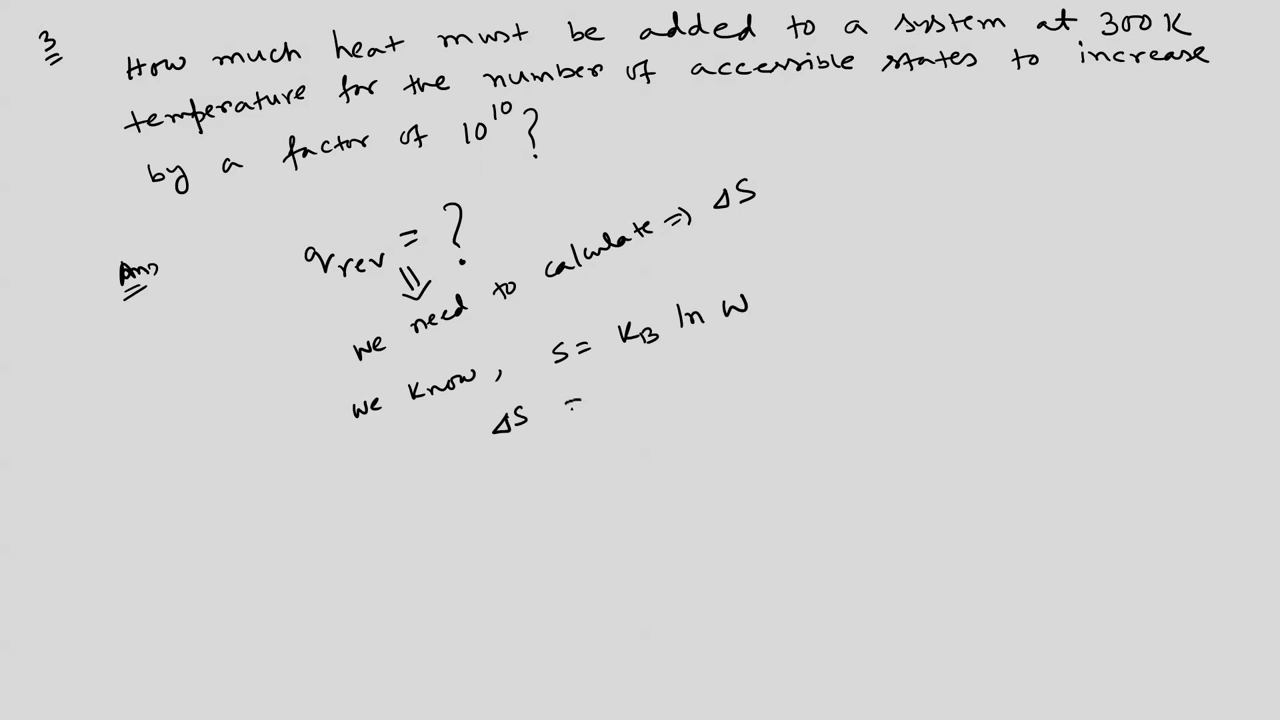 3 How much heat must be added to a system at 300 K
temperature for the number of accessible states to increase
by a factor of 10^10 ?
Ans q_rev = ?
⇓
we need to calculate ⇒ ΔS
we know, S = K_B ln W
ΔS =